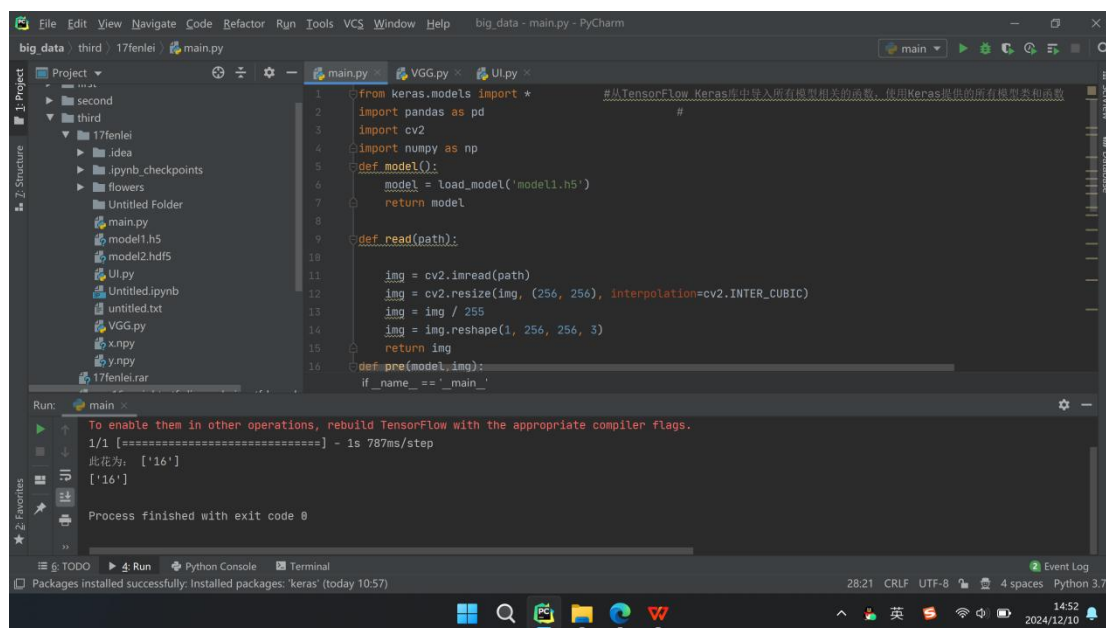 File Edit View Navigate Code Refactor Run Tools VCS Window Help big_data - main.py - PyCharm
big_data 〉 third 〉 17fenlei 〉 main.py main
Project main.py × VGG.py × UI.py ×
1: Project
Z: Structure
2: Favorites
second
third
17fenlei
.idea
.ipynb_checkpoints
flowers
Untitled Folder
main.py
model1.h5
model2.hdf5
UI.py
Untitled.ipynb
untitled.txt
VGG.py
x.npy
y.npy
17fenlei.rar
1 from keras.models import * #从TensorFlow Keras库中导入所有模型相关的函数，使用Keras提供的所有模型类和函数
2 import pandas as pd #
3 import cv2
4 import numpy as np
5 def model():
6 model = load_model('model1.h5')
7 return model
8
9 def read(path):
10
11 img = cv2.imread(path)
12 img = cv2.resize(img, (256, 256), interpolation=cv2.INTER_CUBIC)
13 img = img / 255
14 img = img.reshape(1, 256, 256, 3)
15 return img
16 def pre(model,img):
if __name__ == '__main__'
Database
Run: main ×
To enable them in other operations, rebuild TensorFlow with the appropriate compiler flags.
1/1 [==============================] - 1s 787ms/step
此花为: ['16']
['16']
Process finished with exit code 0
6: TODO 4: Run Python Console Terminal 2 Event Log
Packages installed successfully: Installed packages: 'keras' (today 10:57) 28:21 CRLF UTF-8 4 spaces Python 3.7
英 14:52
2024/12/10